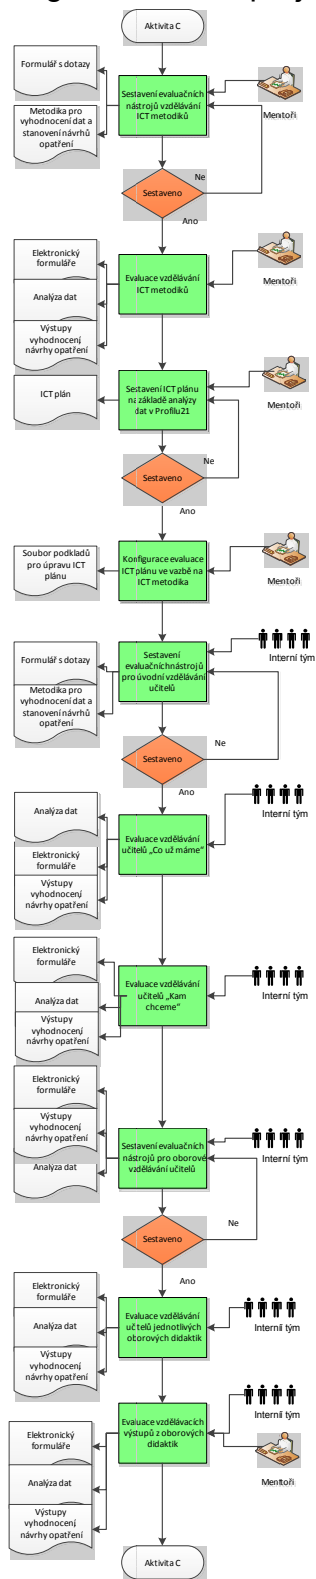 Aktivita C
Formulář s dotazy
Metodika pro
vyhodnocení dat a
stanovení návrhů
opatření
Sestavení evaluačních
nástrojů vzdělávání
ICT metodiků
Mentoři
Ne
Sestaveno
Ano
Elektronický
formuláře
Analýza dat
Výstupy
vyhodnocení,
návrhy opatření
Evaluace vzdělávání
ICT metodiků
Mentoři
ICT plán
Sestavení ICT plánu
na základě analýzy
dat v Profilu21
Mentoři
Ne
Sestaveno
Ano
Soubor podkladů
pro úpravu ICT
plánu
Konfigurace evaluace
ICT plánu ve vazbě na
ICT metodika
Mentoři
Formulář s dotazy
Metodika pro
vyhodnocení dat a
stanovení návrhů
opatření
Sestavení
evaluačních nástrojů
pro úvodní vzdělávání
učitelů
Interní tým
Ne
Sestaveno
Ano
Analýza dat
Elektronický
formuláře
Výstupy
vyhodnocení,
návrhy opatření
Evaluace vzdělávání
učitelů „Co už máme“
Interní tým
Elektronický
formuláře
Analýza dat
Výstupy
vyhodnocení,
návrhy opatření
Evaluace vzdělávání
učitelů „Kam
chceme“
Interní tým
Elektronický
formuláře
Výstupy
vyhodnocení,
návrhy opatření
Analýza dat
Sestavení evaluačních
nástrojů pro oborové
vzdělávání učitelů
Interní tým
Ne
Sestaveno
Ano
Elektronický
formuláře
Analýza dat
Výstupy
vyhodnocení,
návrhy opatření
Evaluace vzdělávání
učitelů jednotlivých
oborových didaktik
Interní tým
Elektronický
formuláře
Analýza dat
Výstupy
vyhodnocení,
návrhy opatření
Evaluace vzdělávacích
výstupů z oborových
didaktik
Interní tým
Mentoři
Aktivita C